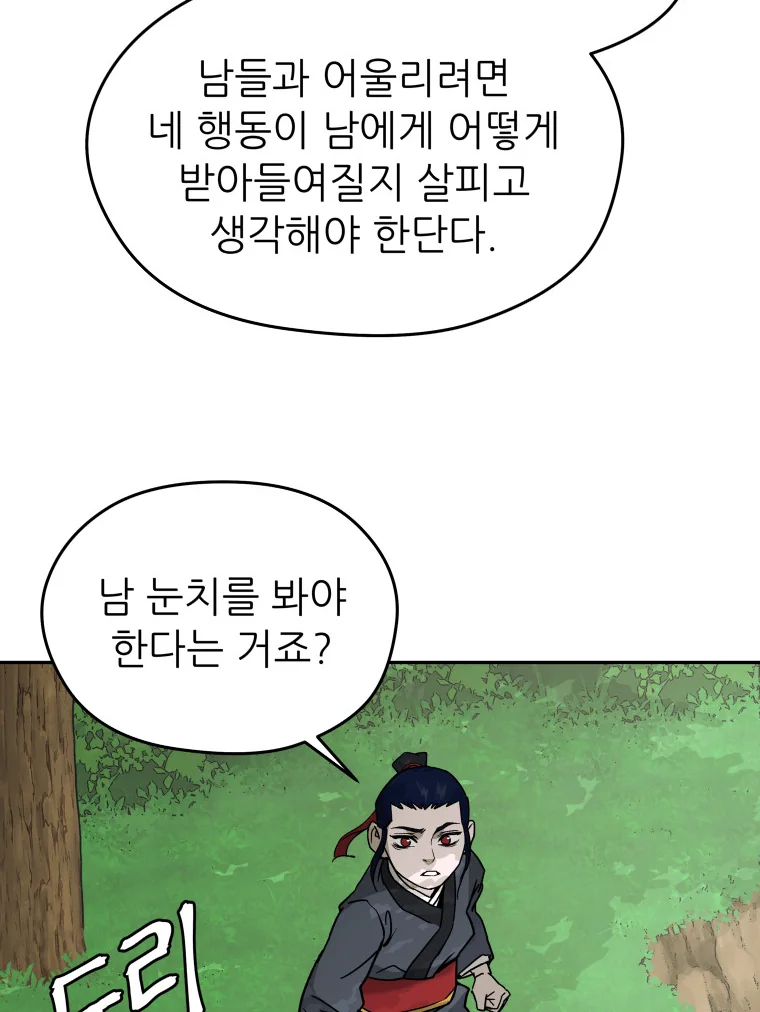 남들과 어울리려면
네 행동이 남에게 어떻게
받아들여질지 살피고
생각해야 한단다.
남 눈치를 봐야
한다는 거죠?
두리